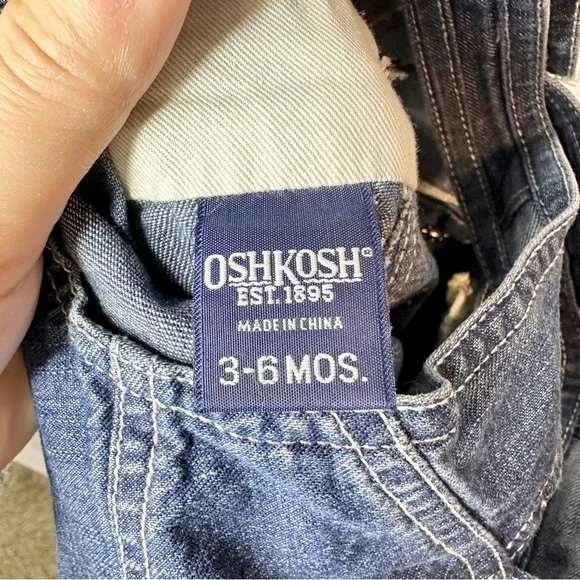 OSHKOSH®
EST. 1895
MADE IN CHINA
3-6 MOS.